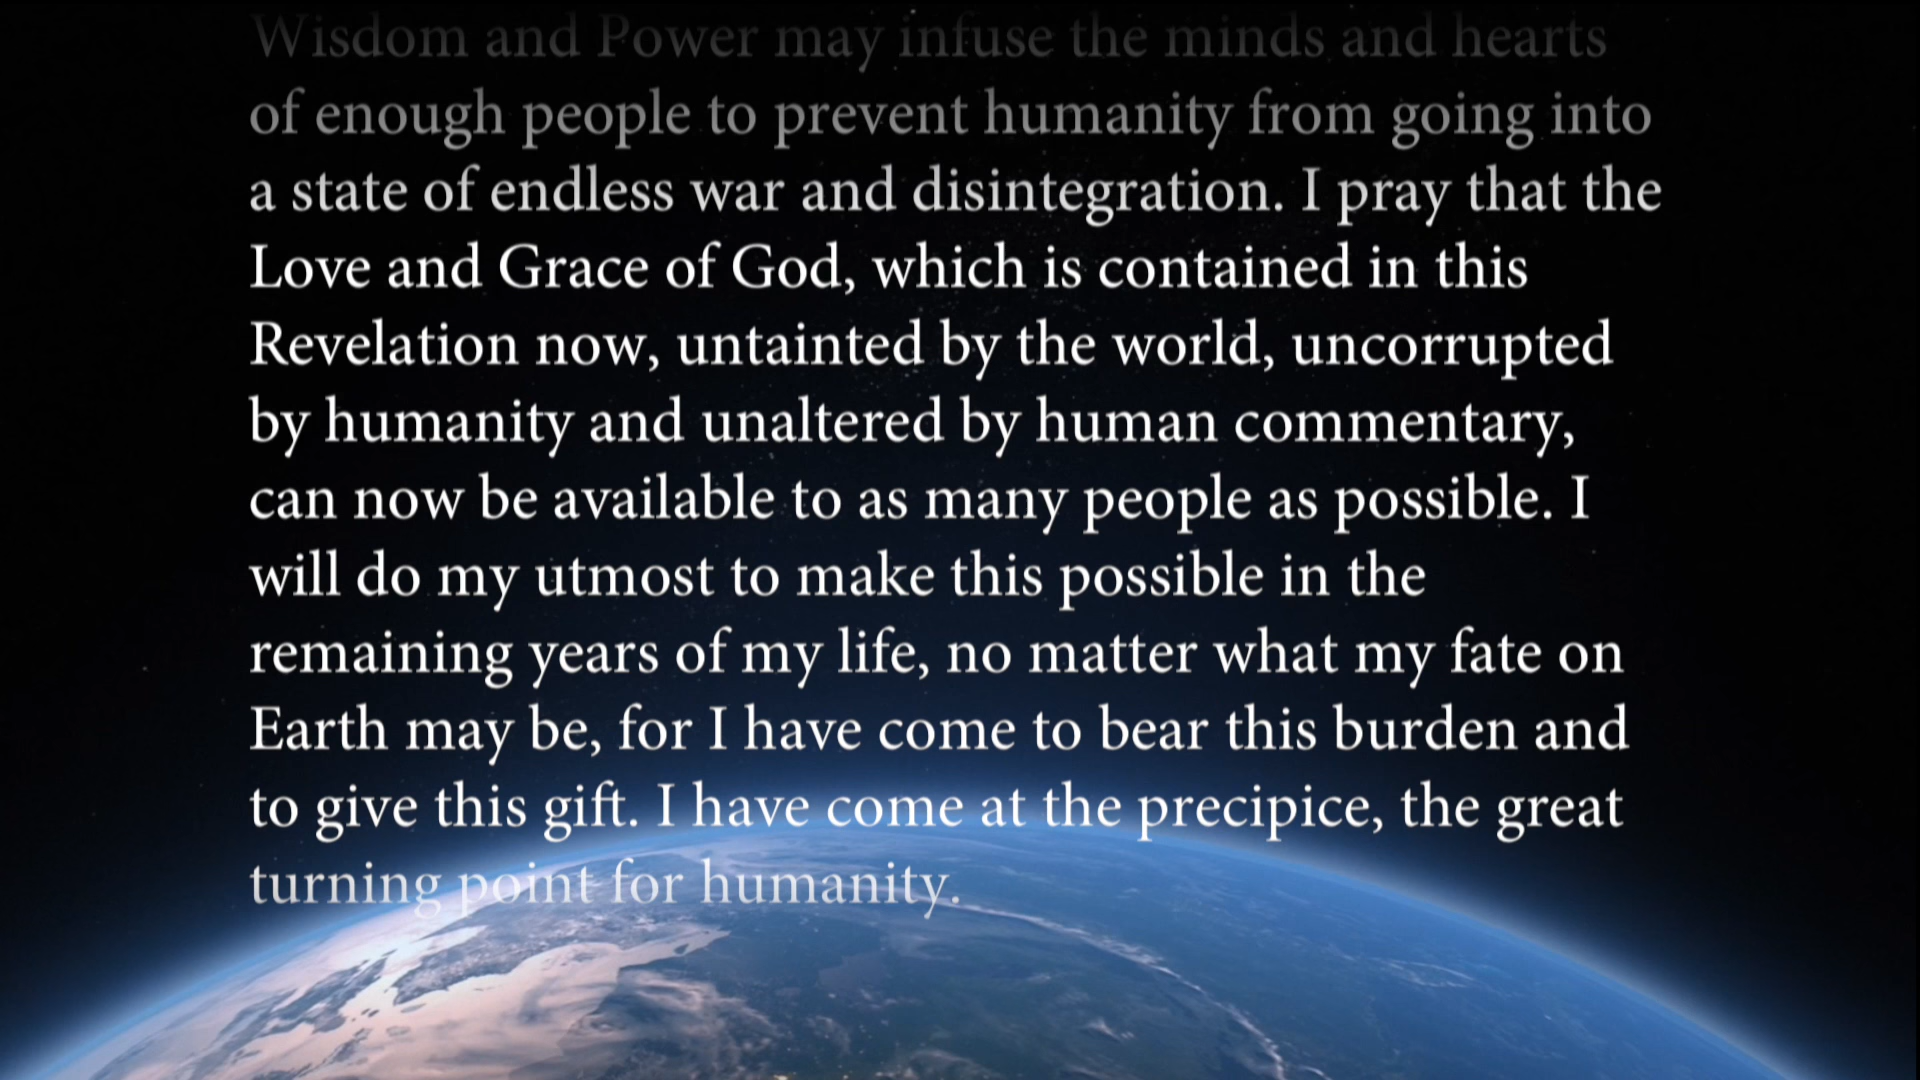 Wisdom and Power may infuse the minds and hearts
of enough people to prevent humanity from going into
a state of endless war and disintegration. I pray that the
Love and Grace of God, which is contained in this
Revelation now, untainted by the world, uncorrupted
by humanity and unaltered by human commentary,
can now be available to as many people as possible. I
will do my utmost to make this possible in the
remaining years of my life, no matter what my fate on
Earth may be, for I have come to bear this burden and
to give this gift. I have come at the precipice, the great
turning point for humanity.